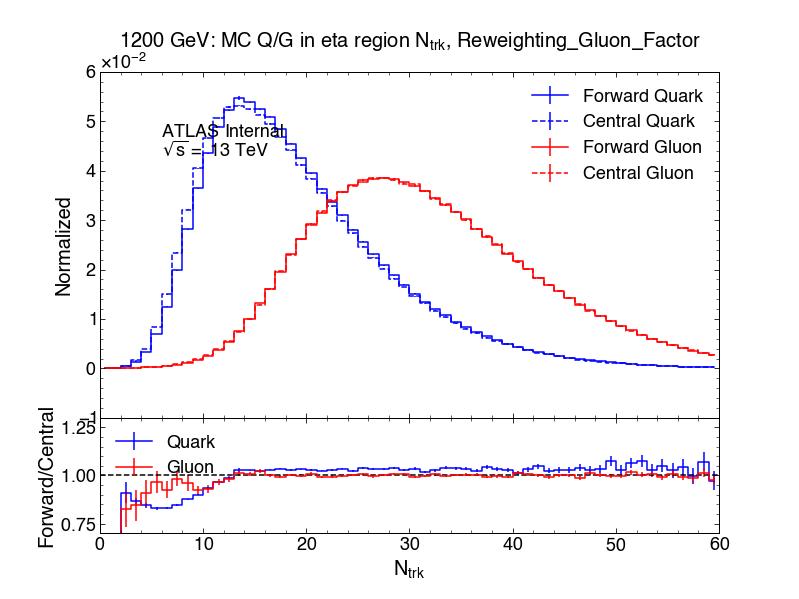 1200 GeV: MC Q/G in eta region N_trk, Reweighting_Gluon_Factor
×10⁻²
6
5
4
3
2
1
0
−1
Normalized
ATLAS Internal
√s = 13 TeV
Forward Quark
Central Quark
Forward Gluon
Central Gluon
1.25
1.00
0.75
Forward/Central
Quark
Gluon
0 10 20 30 40 50 60
N_trk